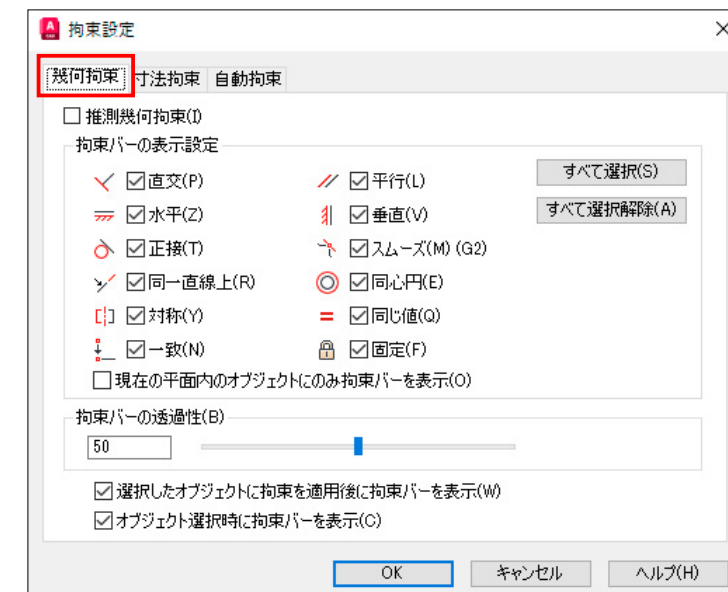 拘束設定
幾何拘束 寸法拘束 自動拘束
推測幾何拘束(I)
拘束バーの表示設定
直交(P) 平行(L) すべて選択(S)
水平(Z) 垂直(V) すべて選択解除(A)
正接(T) スムーズ(M) (G2)
同一直線上(R) 同心円(E)
対称(Y) 同じ値(Q)
一致(N) 固定(F)
現在の平面内のオブジェクトにのみ拘束バーを表示(O)
拘束バーの透過性(B)
50
選択したオブジェクトに拘束を適用後に拘束バーを表示(W)
オブジェクト選択時に拘束バーを表示(C)
OK キャンセル ヘルプ(H)